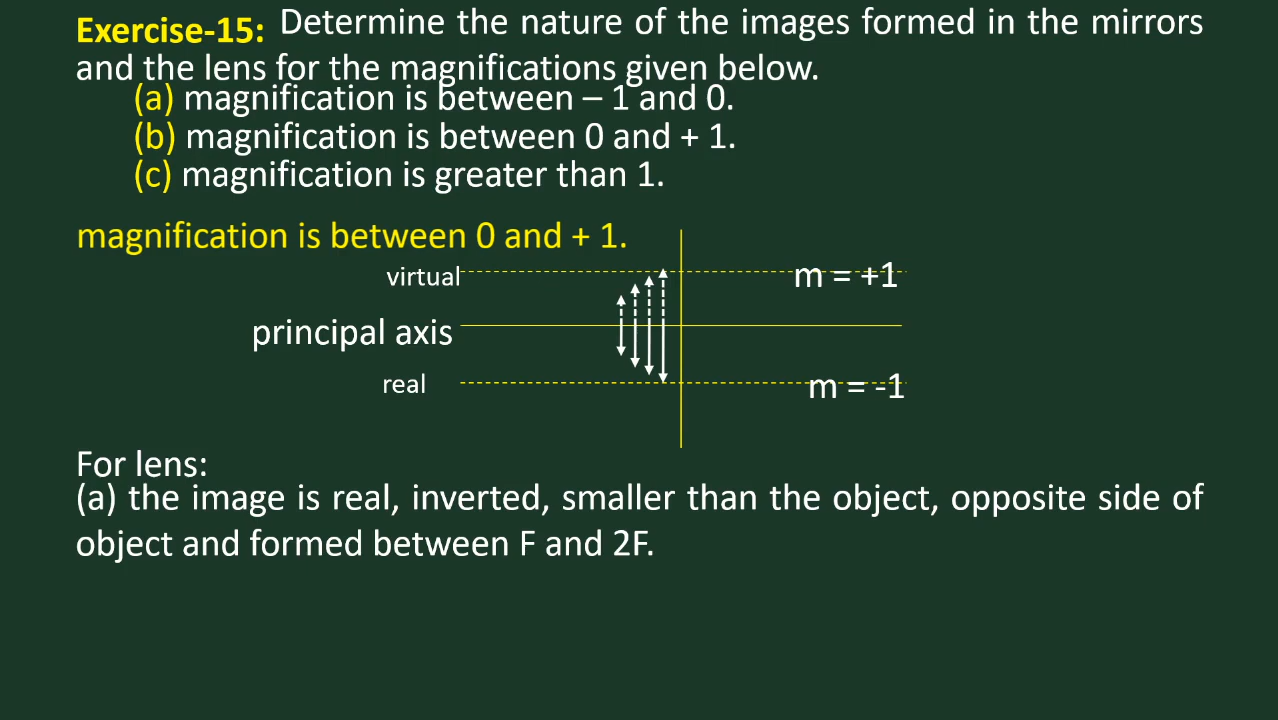 Exercise-15: Determine the nature of the images formed in the mirrors
and the lens for the magnifications given below.
(a) magnification is between – 1 and 0.
(b) magnification is between 0 and + 1.
(c) magnification is greater than 1.
magnification is between 0 and + 1.
virtual m = +1
principal axis
real m = -1
For lens:
(a) the image is real, inverted, smaller than the object, opposite side of
object and formed between F and 2F.